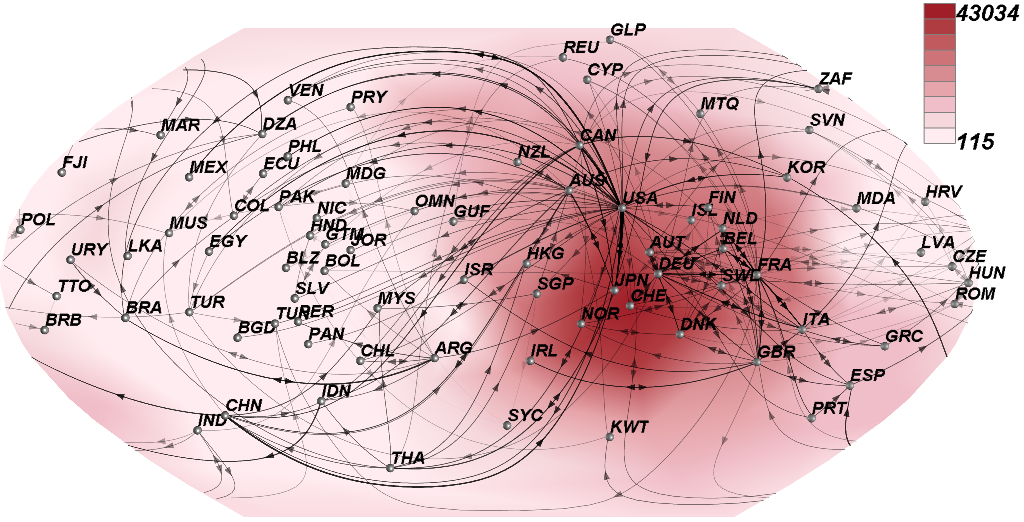 43034
115
GLP
REU
CYP
ZAF
VEN
PRY
MTQ
MAR
DZA
SVN
CAN
PHL
NZL
FJI
MEX
ECU
MDG
AUS
KOR
PAK
OMN
USA
FIN
MDA
HRV
POL
MUS
COL
NIC
GUF
ISL
NLD
URY
LKA
EGY
HND
GTM
JOR
HKG
AUT
BEL
LVA
CZE
BLZ
BOL
ISR
DEU
SWE
FRA
HUN
TTO
SLV
SGP
JPN
ROM
BRB
BRA
TUR
MYS
CHE
BGD
PER
NOR
DNK
ITA
PAN
CHL
ARG
IRL
GBR
GRC
ESP
IDN
CHN
IND
SYC
KWT
PRT
THA